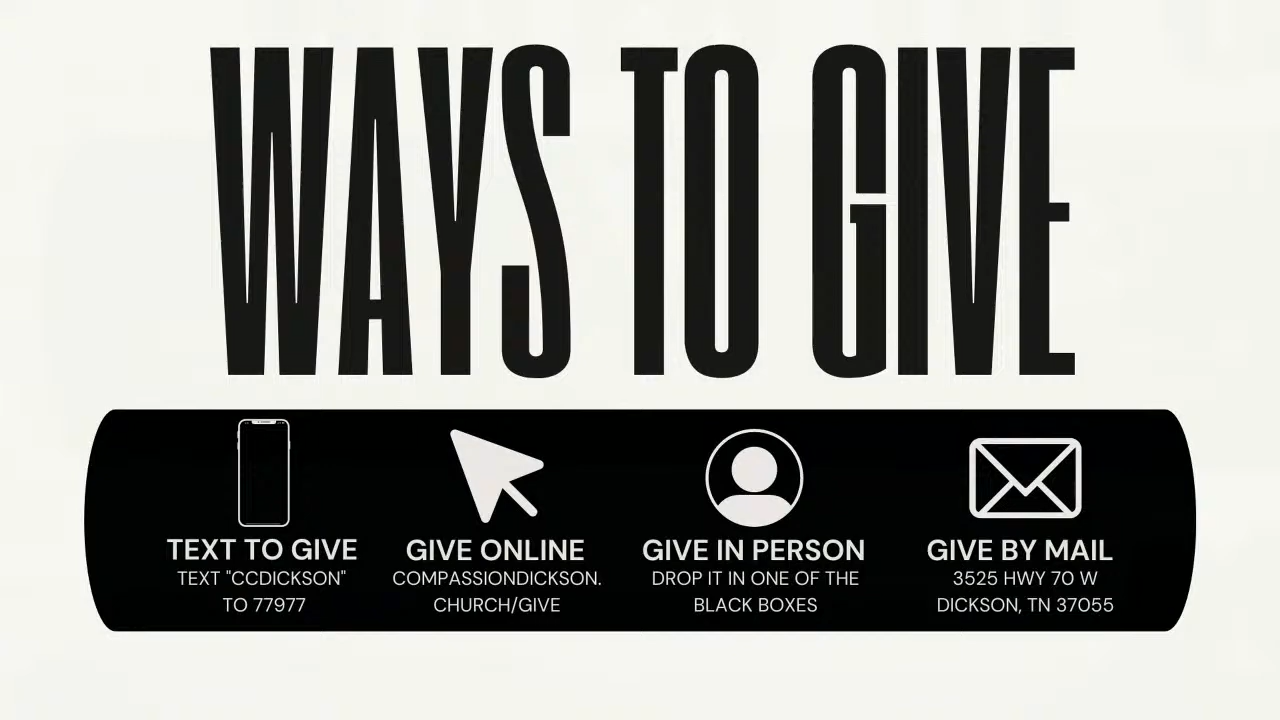 WAYS TO GIVE
TEXT TO GIVE
TEXT "CCDICKSON"
TO 77977
GIVE ONLINE
COMPASSIONDICKSON.
CHURCH/GIVE
GIVE IN PERSON
DROP IT IN ONE OF THE
BLACK BOXES
GIVE BY MAIL
3525 HWY 70 W
DICKSON, TN 37055